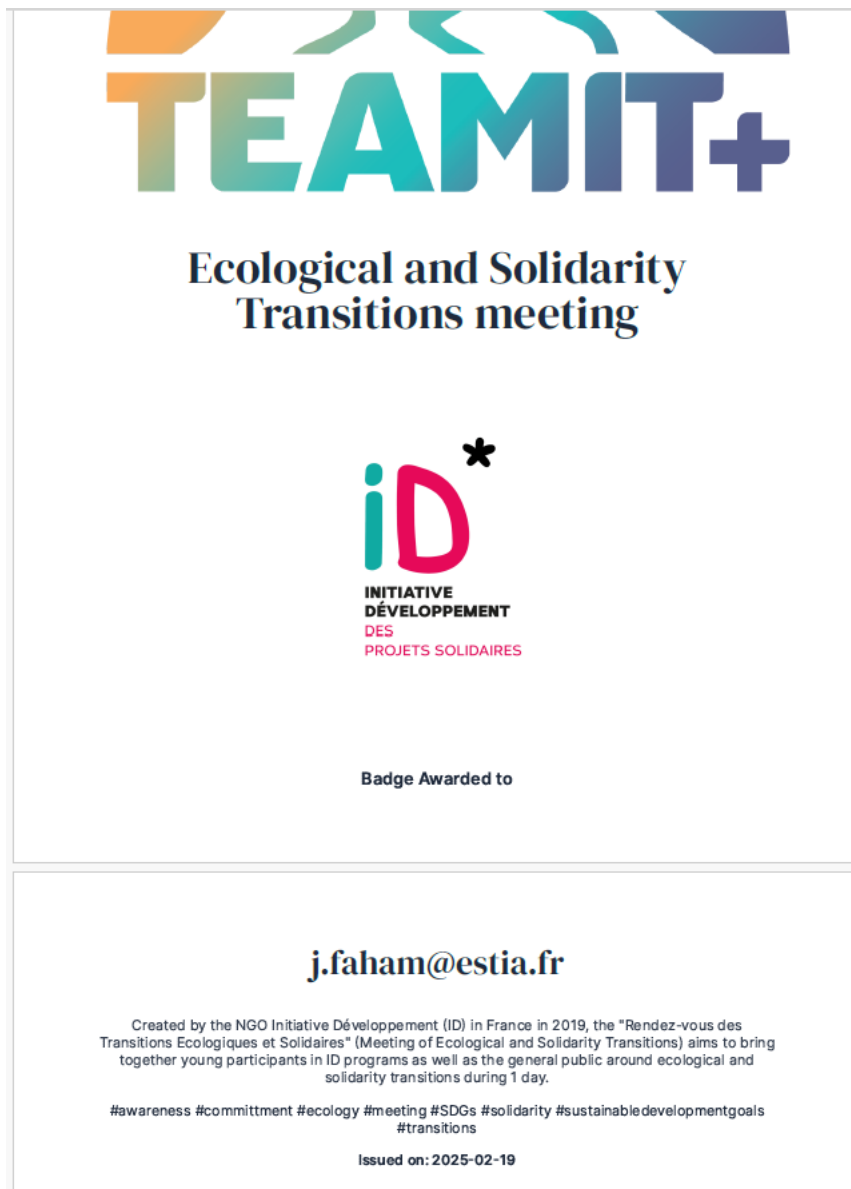 TEAMIT+
Ecological and Solidarity
Transitions meeting
iD*
INITIATIVE
DÉVELOPPEMENT
DES
PROJETS SOLIDAIRES
Badge Awarded to
j.faham@estia.fr
Created by the NGO Initiative Développement (ID) in France in 2019, the "Rendez-vous des
Transitions Ecologiques et Solidaires" (Meeting of Ecological and Solidarity Transitions) aims to bring
together young participants in ID programs as well as the general public around ecological and
solidarity transitions during 1 day.
#awareness #committment #ecology #meeting #SDGs #solidarity #sustainabledevelopmentgoals
#transitions
Issued on: 2025-02-19